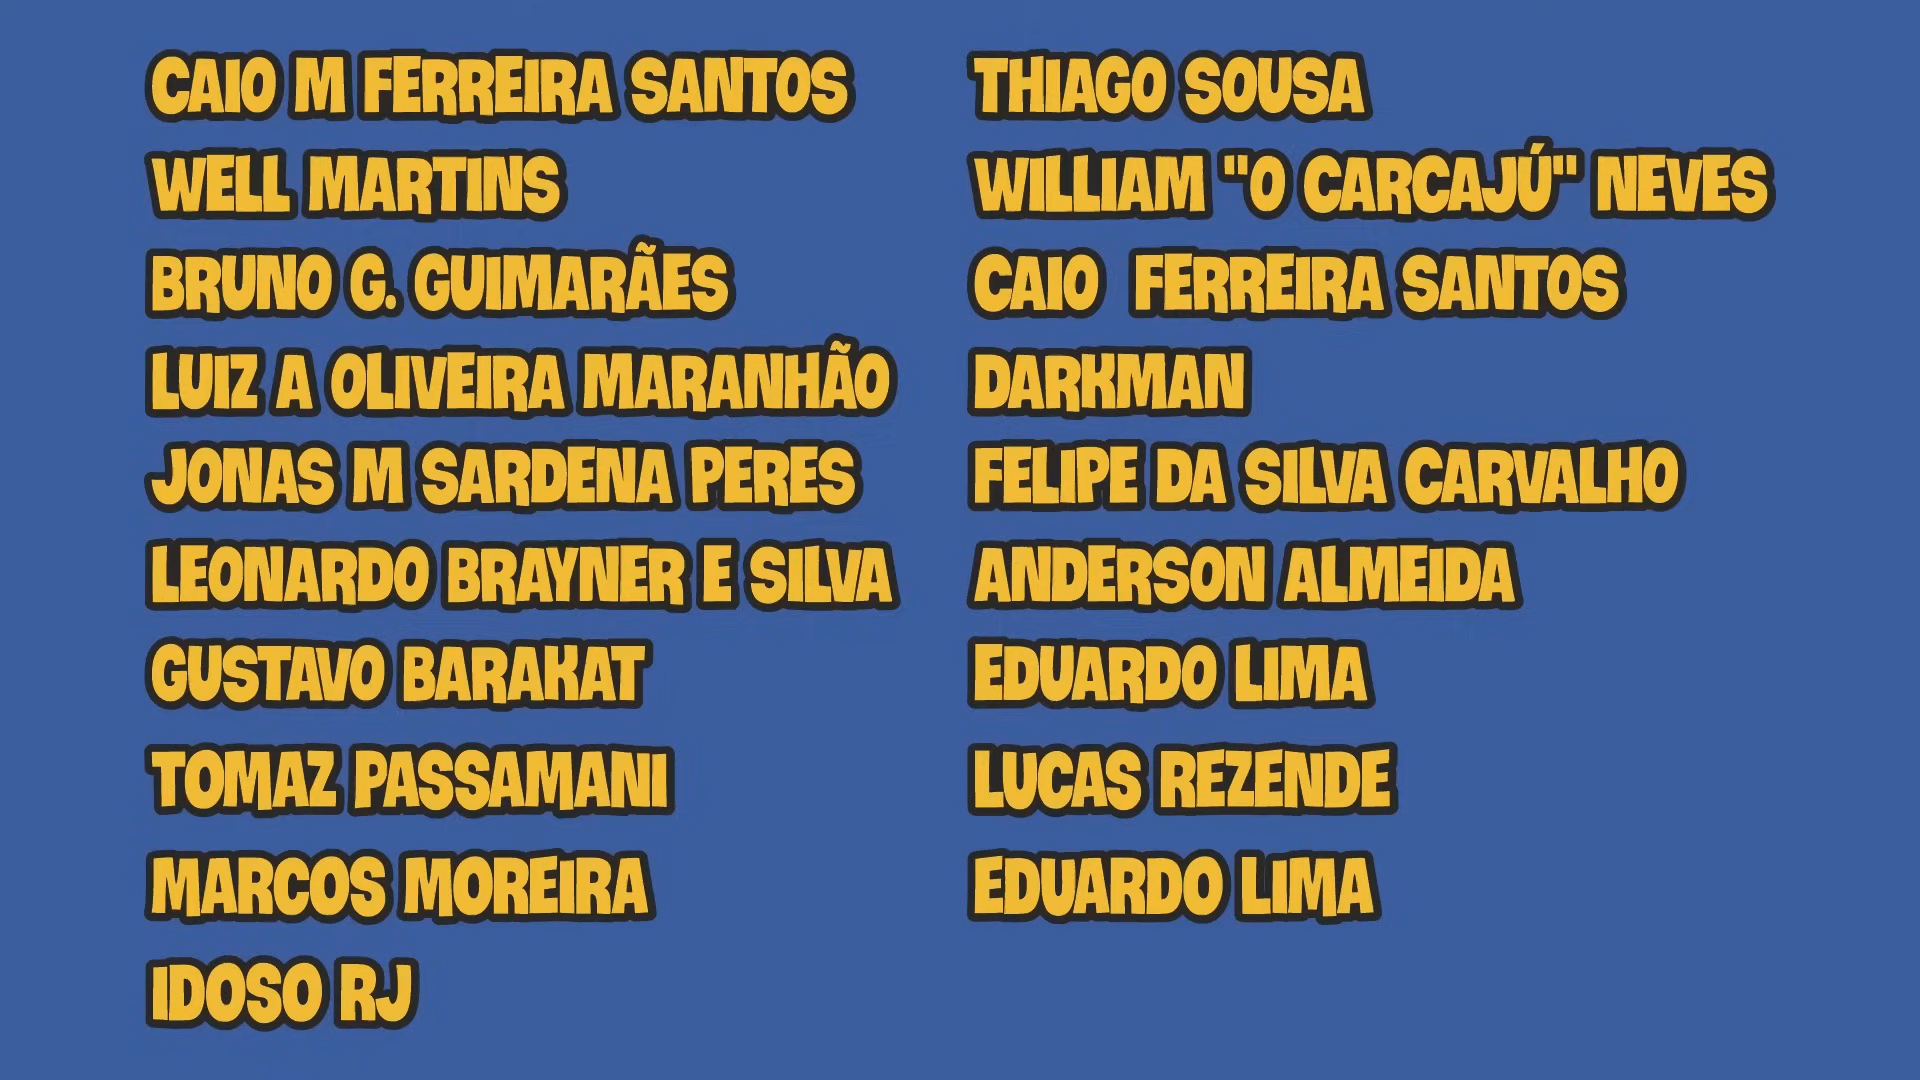 CAIO M FERREIRA SANTOS
WELL MARTINS
BRUNO G. GUIMARÃES
LUIZ A OLIVEIRA MARANHÃO
JONAS M SARDENA PERES
LEONARDO BRAYNER E SILVA
GUSTAVO BARAKAT
TOMAZ PASSAMANI
MARCOS MOREIRA
IDOSO RJ
THIAGO SOUSA
WILLIAM "O CARCAJÚ" NEVES
CAIO  FERREIRA SANTOS
DARKMAN
FELIPE DA SILVA CARVALHO
ANDERSON ALMEIDA
EDUARDO LIMA
LUCAS REZENDE
EDUARDO LIMA